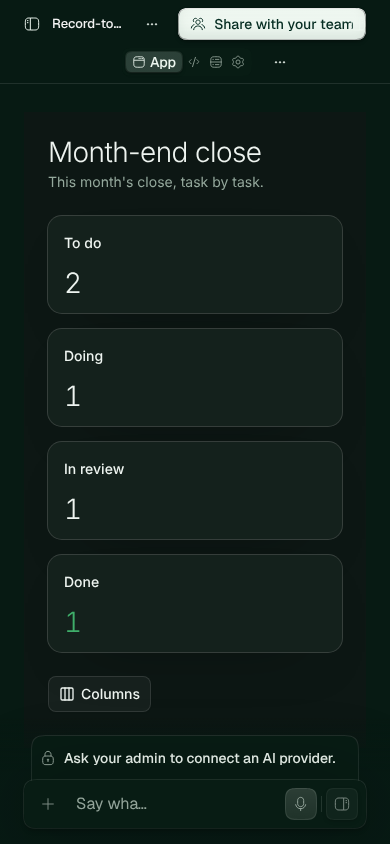 Record-to...
Share with your team
App
Month-end close
This month's close, task by task.
To do
2
Doing
1
In review
1
Done
1
Columns
Ask your admin to connect an AI provider.
Say wha...